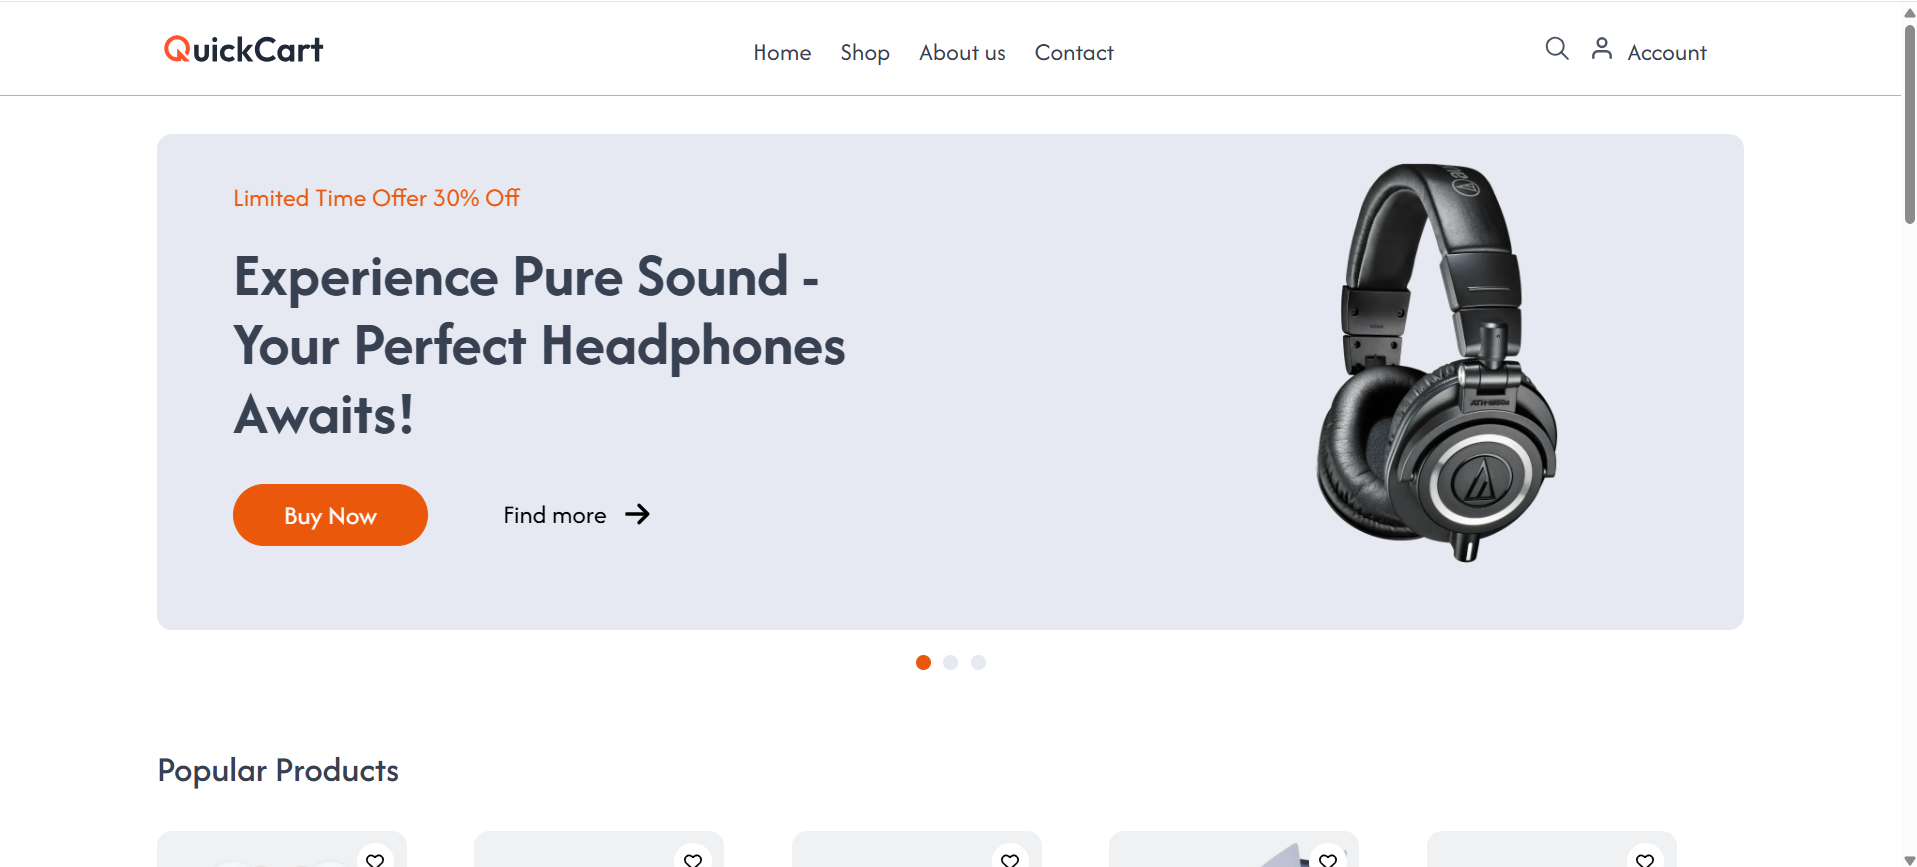 QuickCart
Home Shop About us Contact
Account
Limited Time Offer 30% Off
Experience Pure Sound -
Your Perfect Headphones
Awaits!
Buy Now
Find more
Popular Products